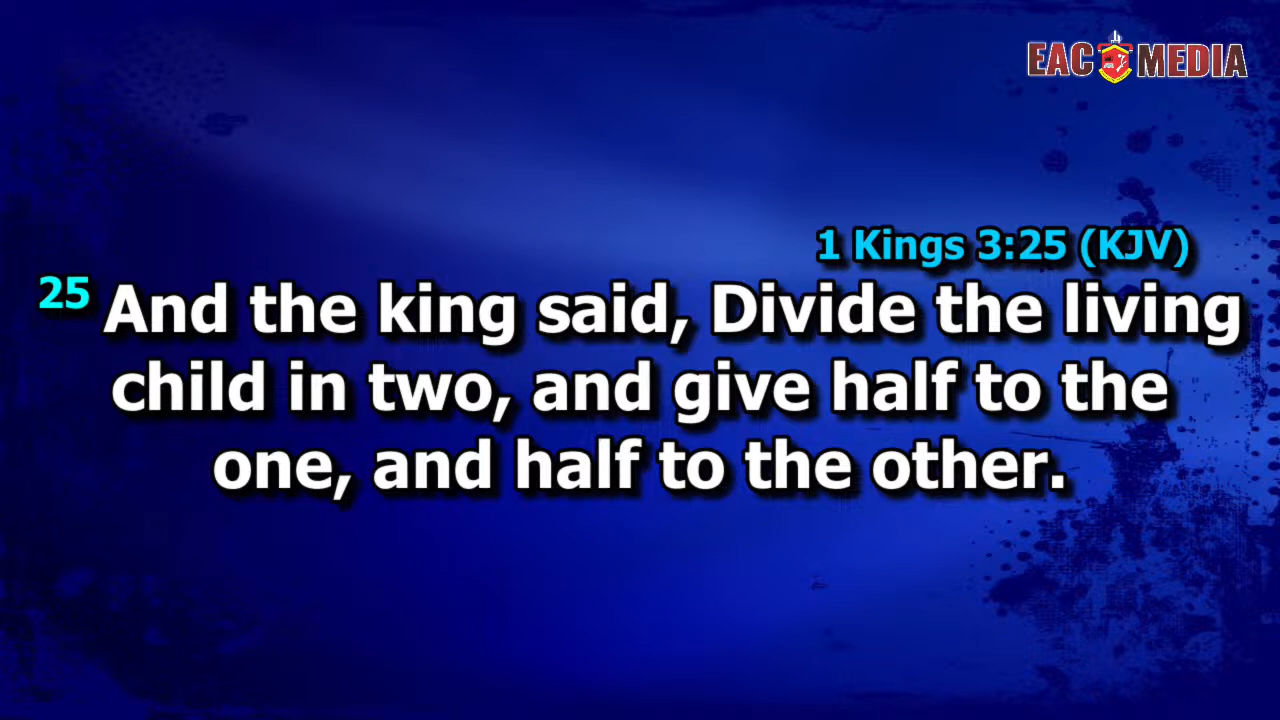 EAC MEDIA
1 Kings 3:25 (KJV)
25 And the king said, Divide the living
child in two, and give half to the
one, and half to the other.